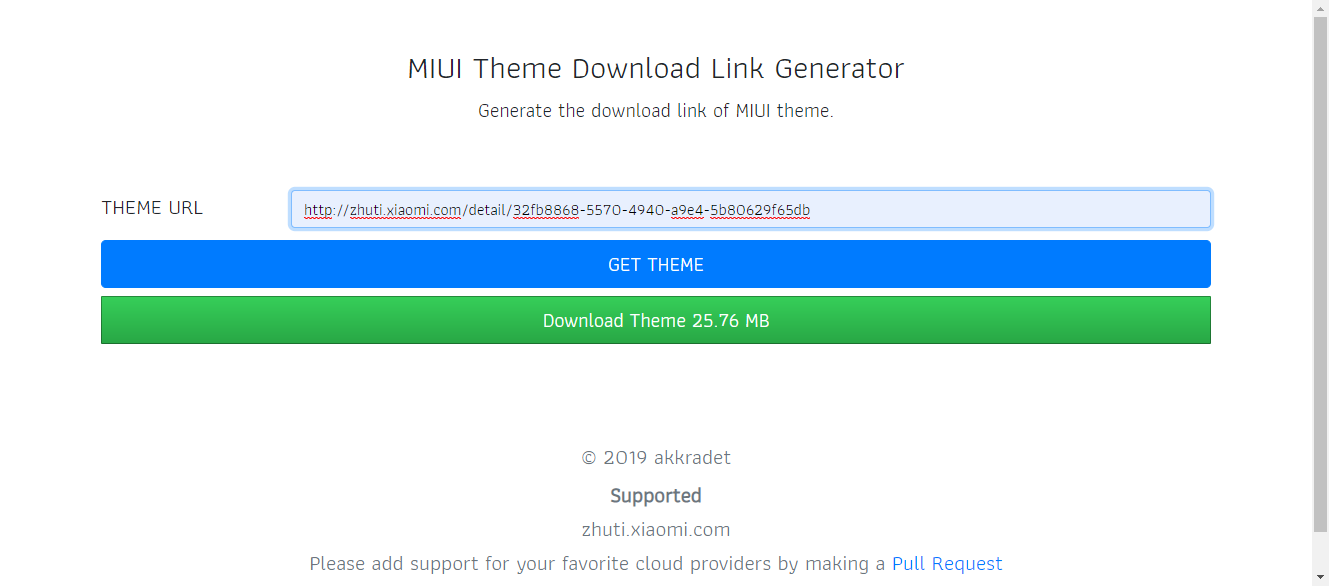 MIUI Theme Download Link Generator
Generate the download link of MIUI theme.
THEME URL
http://zhuti.xiaomi.com/detail/32fb8868-5570-4940-a9e4-5b80629f65db
GET THEME
Download Theme 25.76 MB
© 2019 akkradet
Supported
zhuti.xiaomi.com
Please add support for your favorite cloud providers by making a Pull Request